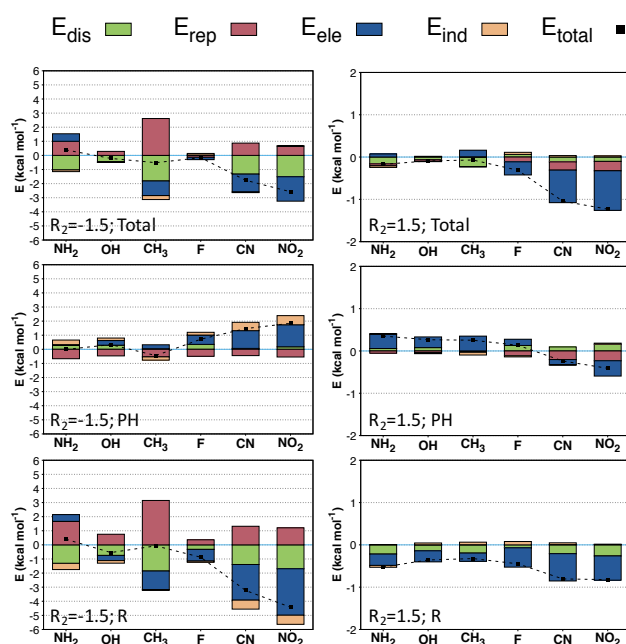 E_dis E_rep E_ele E_ind E_total
E (kcal mol⁻¹)
6
5
4
3
2
1
0
-1
-2
-3
-4
-5
-6
R₂=-1.5; Total
NH₂ OH CH₃ F CN NO₂
E (kcal mol⁻¹)
2
1
0
-1
-2
R₂=1.5; Total
NH₂ OH CH₃ F CN NO₂
E (kcal mol⁻¹)
6
5
4
3
2
1
0
-1
-2
-3
-4
-5
-6
R₂=-1.5; PH
NH₂ OH CH₃ F CN NO₂
E (kcal mol⁻¹)
2
1
0
-1
-2
R₂=1.5; PH
NH₂ OH CH₃ F CN NO₂
E (kcal mol⁻¹)
6
5
4
3
2
1
0
-1
-2
-3
-4
-5
-6
R₂=-1.5; R
NH₂ OH CH₃ F CN NO₂
E (kcal mol⁻¹)
2
1
0
-1
-2
R₂=1.5; R
NH₂ OH CH₃ F CN NO₂